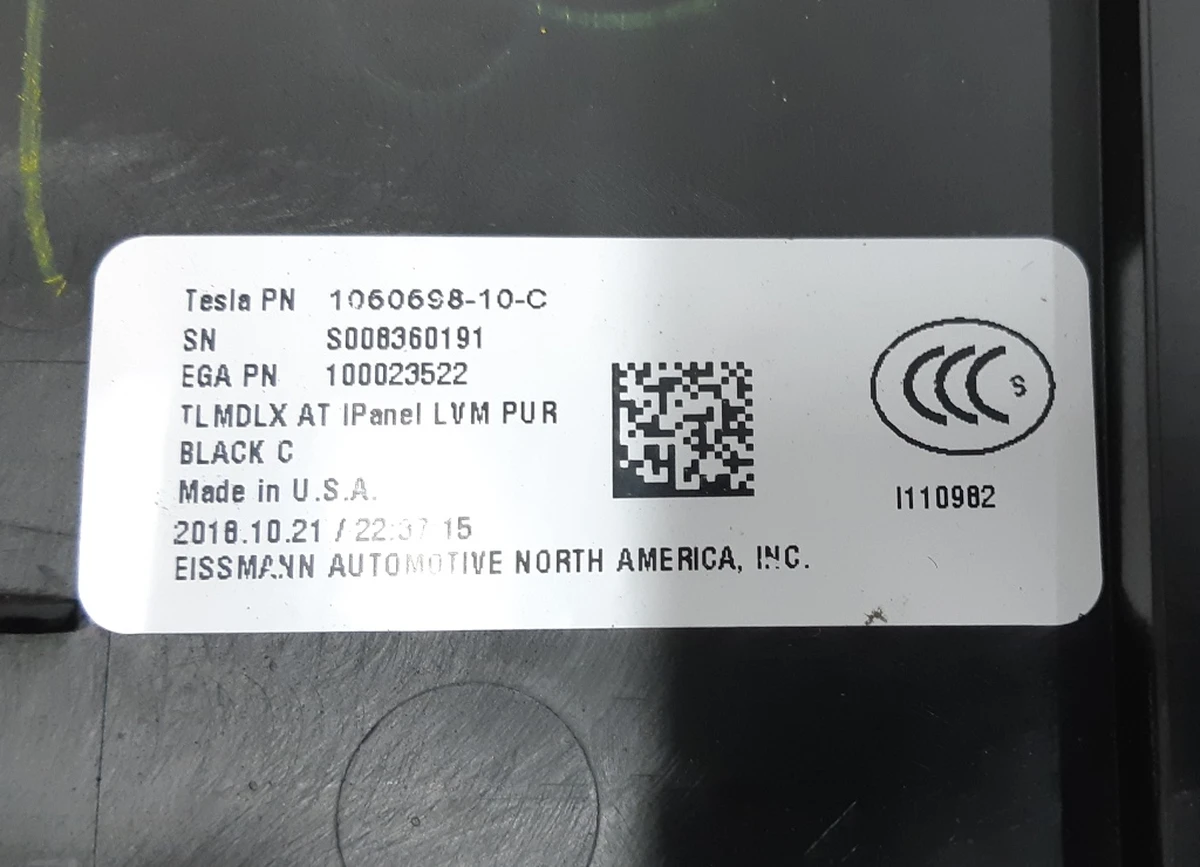 Tesla PN 1060698-10-C
SN S008360191
EGA PN 100023522
TLMDLX AT IPanel LVM PUR
BLACK C
Made in U.S.A.
2018.10.21 / 22:37:15
EISSMANN AUTOMOTIVE NORTH AMERICA, INC.
CCC S
I110982